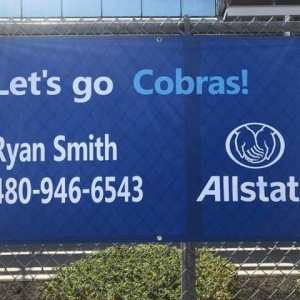 Let's go Cobras!
Ryan Smith
480-946-6543
Allstat